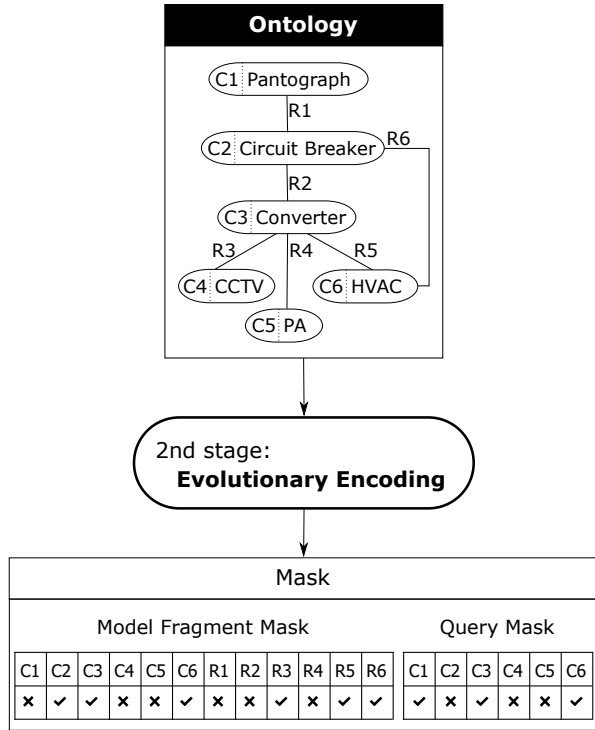 Ontology
C1 Pantograph
R1
C2 Circuit Breaker R6
R2
C3 Converter
R3 R4 R5
C4 CCTV C6 HVAC
C5 PA
2nd stage:
Evolutionary Encoding
Mask
Model Fragment Mask Query Mask
C1 C2 C3 C4 C5 C6 R1 R2 R3 R4 R5 R6 C1 C2 C3 C4 C5 C6
✗ ✓ ✓ ✗ ✗ ✓ ✗ ✗ ✓ ✗ ✓ ✓ ✓ ✗ ✓ ✗ ✗ ✓